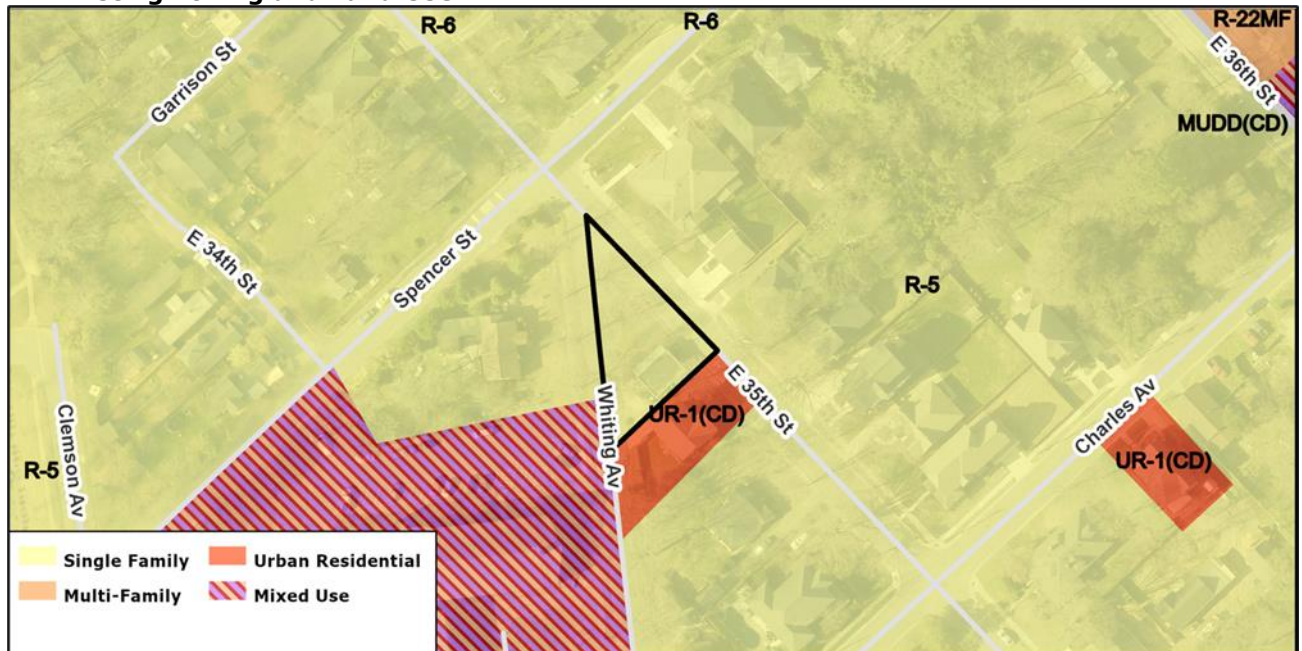 R-6
R-6
R-22MF
Garrison St
E 36th St
MUDD(CD)
E 34th St
Spencer St
R-5
Whiting Av
E 35th St
UR-1(CD)
Charles Av
Clemson Av
R-5
UR-1(CD)
Single Family
Urban Residential
Multi-Family
Mixed Use